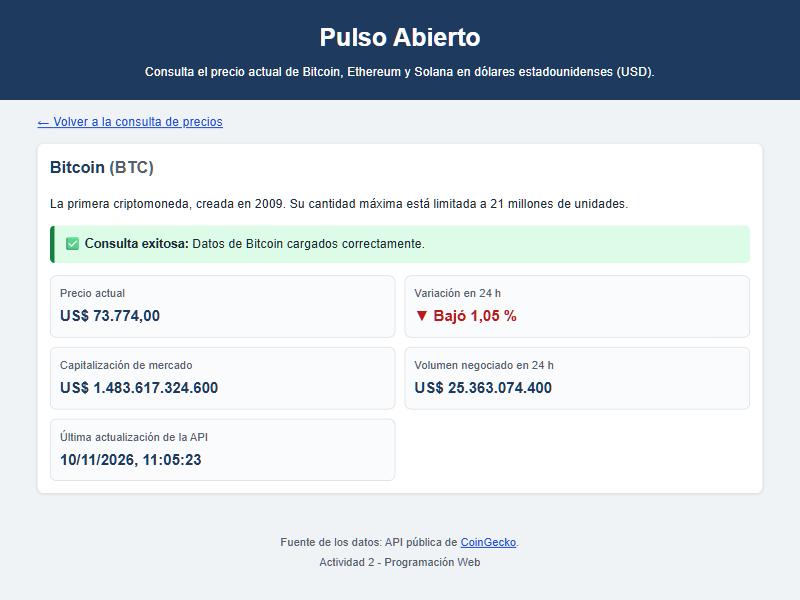 Pulso Abierto
Consulta el precio actual de Bitcoin, Ethereum y Solana en dólares estadounidenses (USD).
← Volver a la consulta de precios
Bitcoin (BTC)
La primera criptomoneda, creada en 2009. Su cantidad máxima está limitada a 21 millones de unidades.
✅ Consulta exitosa: Datos de Bitcoin cargados correctamente.
Precio actual
US$ 73.774,00
Variación en 24 h
▼ Bajó 1,05 %
Capitalización de mercado
US$ 1.483.617.324.600
Volumen negociado en 24 h
US$ 25.363.074.400
Última actualización de la API
10/11/2026, 11:05:23
Fuente de los datos: API pública de CoinGecko.
Actividad 2 - Programación Web